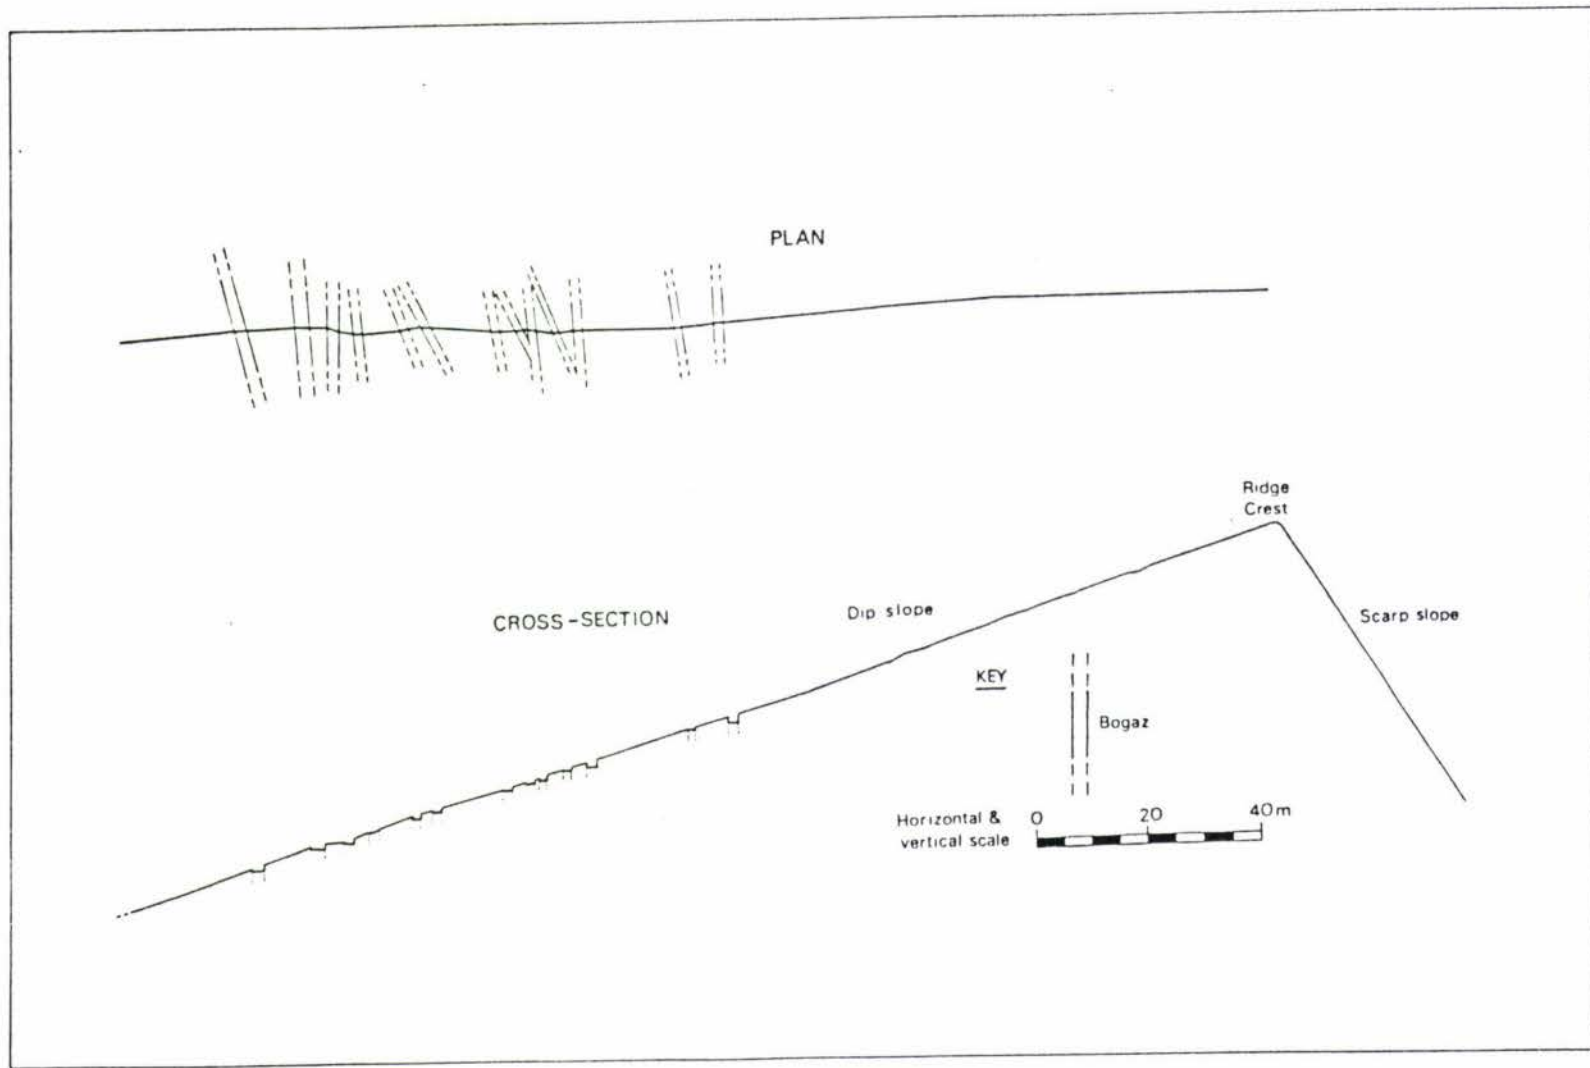 PLAN
Ridge
Crest
CROSS-SECTION
Dip slope
Scarp slope
KEY
Bogaz
Horizontal &
vertical scale
0 20 40m